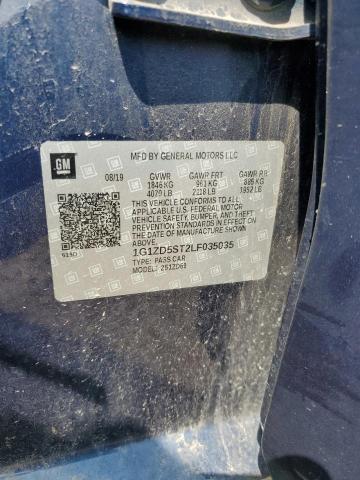 GM
MFD BY GENERAL MOTORS LLC
08/19 GVWR GAWR FRT GAWR RR
1846 KG 961 KG 885 KG
4070 LB 2118 LB 1952 LB
THIS VEHICLE CONFORMS TO ALL
APPLICABLE U.S. FEDERAL MOTOR
VEHICLE SAFETY, BUMPER, AND THEFT
PREVENTION STANDARDS IN EFFECT ON
THE DATE OF MANUFACTURE SHOWN ABOVE.
1G1ZD5ST2LF035035
TYPE: PASS CAR
MODEL: